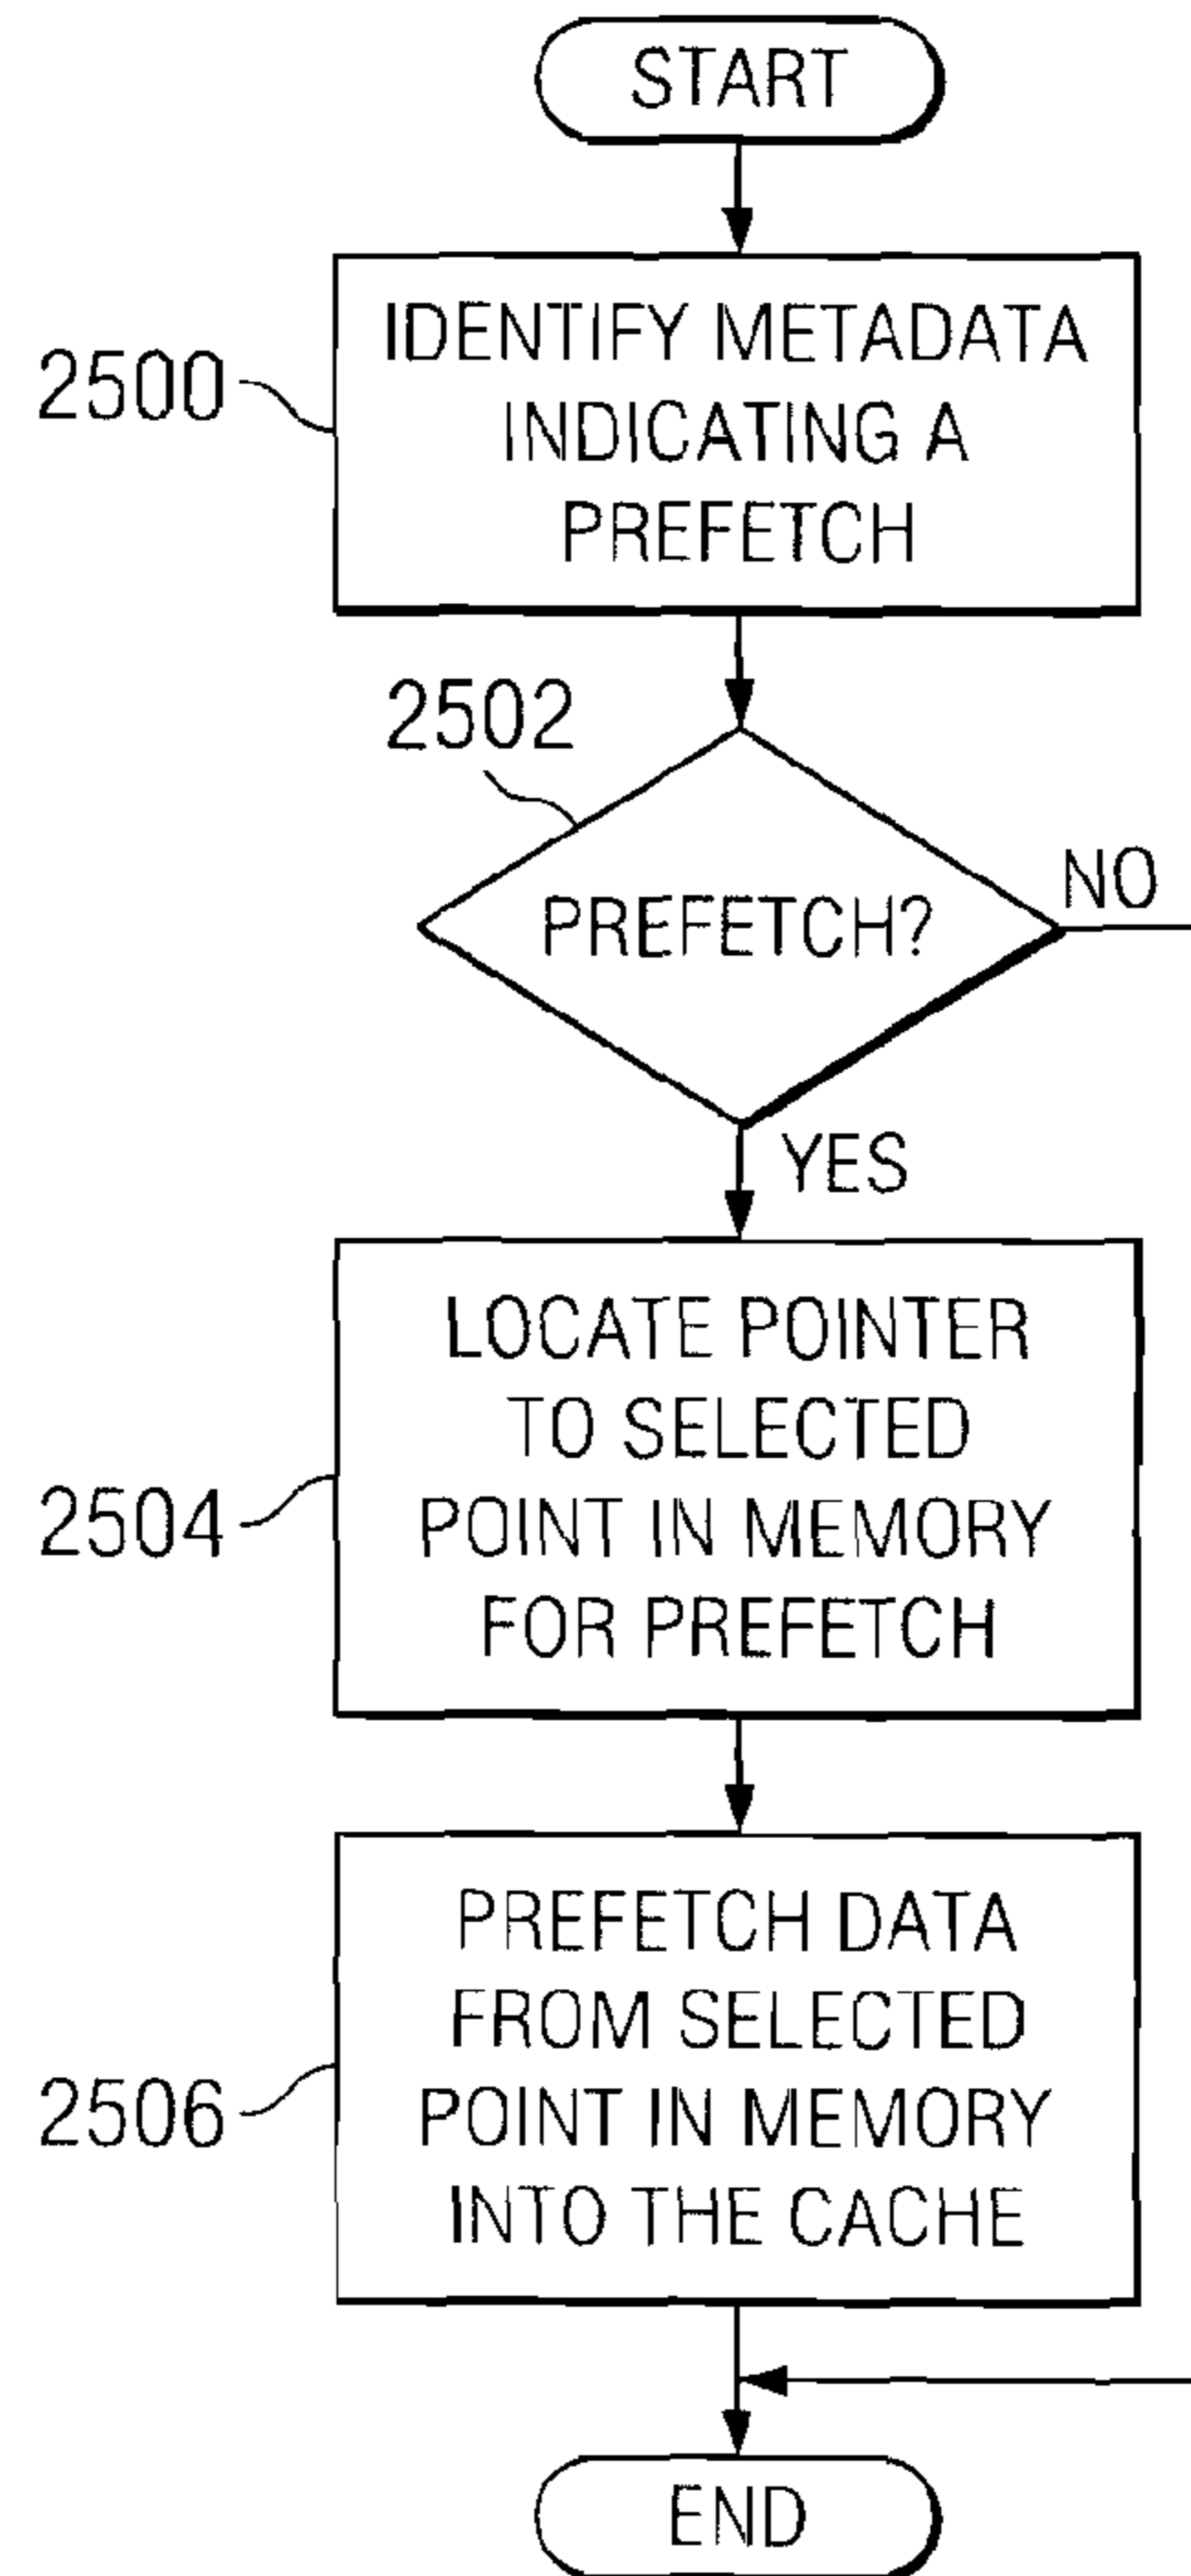 START
IDENTIFY METADATA
INDICATING A
PREFETCH
2500
2502
PREFETCH?
NO
YES
LOCATE POINTER
TO SELECTED
POINT IN MEMORY
FOR PREFETCH
2504
PREFETCH DATA
FROM SELECTED
POINT IN MEMORY
INTO THE CACHE
2506
END